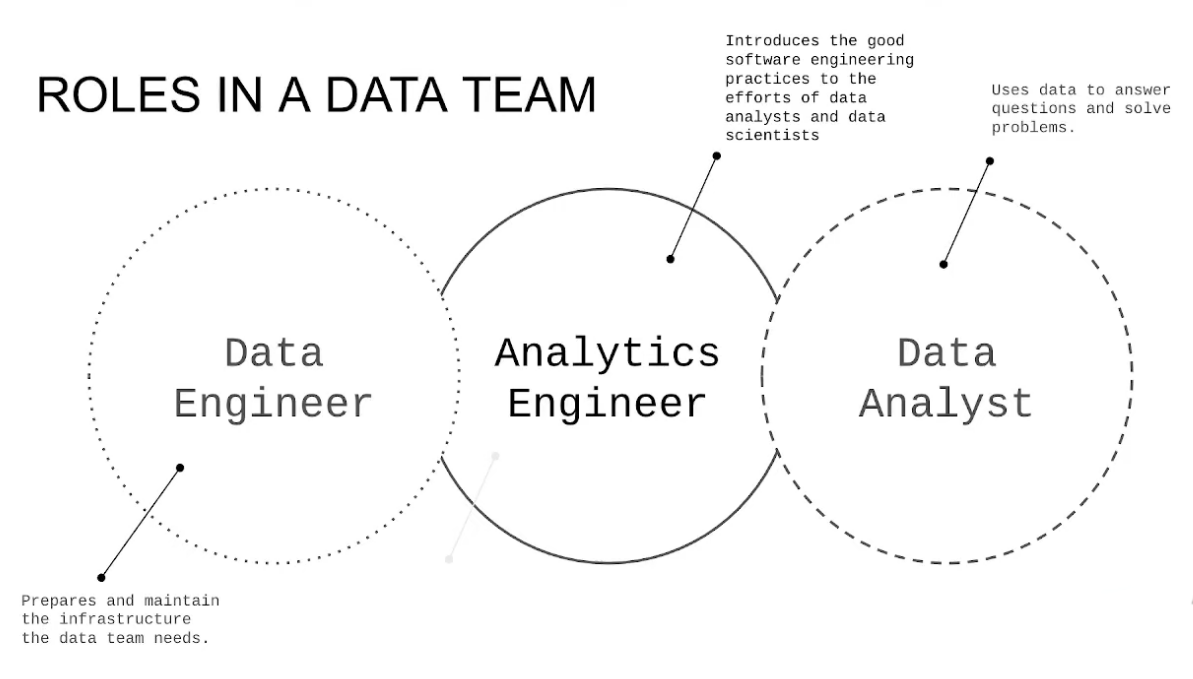 ROLES IN A DATA TEAM
Introduces the good
software engineering
practices to the
efforts of data
analysts and data
scientists
Uses data to answer
questions and solve
problems.
Data
Engineer
Analytics
Engineer
Data
Analyst
Prepares and maintain
the infrastructure
the data team needs.